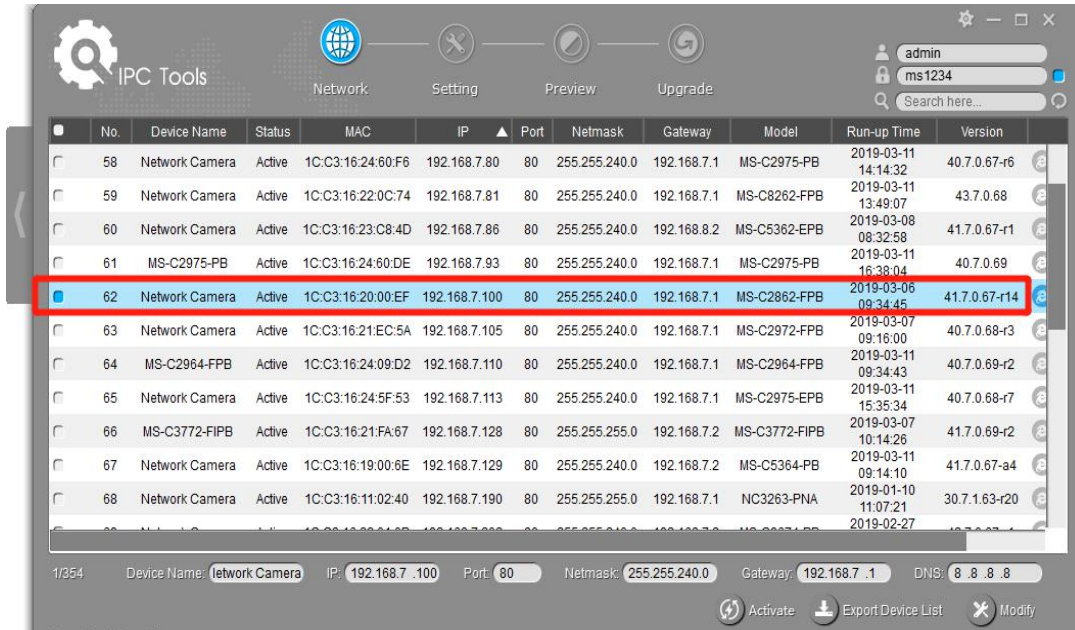 admin
IPC Tools
ms1234
Network Setting Preview Upgrade
Search here...
No. Device Name Status MAC IP Port Netmask Gateway Model Run-up Time Version
58 Network Camera Active 1C:C3:16:24:60:F6 192.168.7.80 80 255.255.240.0 192.168.7.1 MS-C2975-PB 2019-03-11 14:14:32 40.7.0.67-r6
59 Network Camera Active 1C:C3:16:22:0C:74 192.168.7.81 80 255.255.240.0 192.168.7.1 MS-C8262-FPB 2019-03-11 13:49:07 43.7.0.68
60 Network Camera Active 1C:C3:16:23:C8:4D 192.168.7.86 80 255.255.240.0 192.168.8.2 MS-C5362-EPB 2019-03-08 08:32:58 41.7.0.67-r1
61 MS-C2975-PB Active 1C:C3:16:24:60:DE 192.168.7.93 80 255.255.240.0 192.168.7.1 MS-C2975-PB 2019-03-11 16:38:04 40.7.0.69
62 Network Camera Active 1C:C3:16:20:00:EF 192.168.7.100 80 255.255.240.0 192.168.7.1 MS-C2862-FPB 2019-03-06 09:34:45 41.7.0.67-r14
63 Network Camera Active 1C:C3:16:21:EC:5A 192.168.7.105 80 255.255.240.0 192.168.7.1 MS-C2972-FPB 2019-03-07 09:16:00 40.7.0.68-r3
64 MS-C2964-FPB Active 1C:C3:16:24:09:D2 192.168.7.110 80 255.255.240.0 192.168.7.1 MS-C2964-FPB 2019-03-11 09:34:43 40.7.0.69-r2
65 Network Camera Active 1C:C3:16:24:5F:53 192.168.7.113 80 255.255.240.0 192.168.7.1 MS-C2975-EPB 2019-03-11 15:35:34 40.7.0.68-r7
66 MS-C3772-FIPB Active 1C:C3:16:21:FA:67 192.168.7.128 80 255.255.255.0 192.168.7.2 MS-C3772-FIPB 2019-03-07 10:14:26 41.7.0.69-r2
67 Network Camera Active 1C:C3:16:19:00:6E 192.168.7.129 80 255.255.240.0 192.168.7.2 MS-C5364-PB 2019-03-11 09:14:10 41.7.0.67-a4
68 Network Camera Active 1C:C3:16:11:02:40 192.168.7.190 80 255.255.255.0 192.168.7.1 NC3263-PNA 2019-01-10 11:07:21 30.7.1.63-r20
2019-02-27
1/354 Device Name: letwork Camera IP: 192.168.7 .100 Port: 80 Netmask: 255.255.240.0 Gateway: 192.168.7 .1 DNS: 8 .8 .8 .8
Activate Export Device List Modify